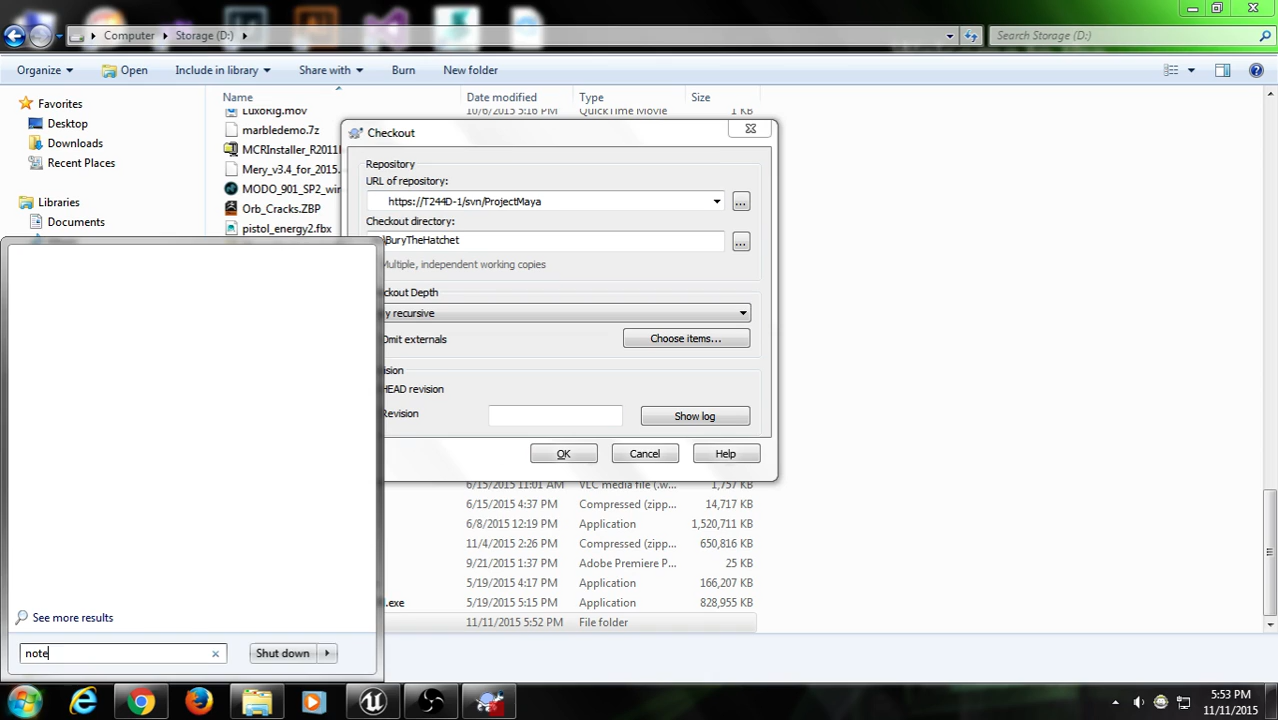 Computer Storage (D:)
Search Storage (D:)
Organize Open Include in library Share with Burn New folder
Favorites
Desktop
Downloads
Recent Places
Libraries
Documents
Name Date modified Type Size
LuxoRig.mov 10/6/2015 5:16 PM QuickTime Movie 1 KB
marbledemo.7z
MCRInstaller_R2011
Mery_v3.4_for_2015.
MODO_901_SP2_wi
Orb_Cracks.ZBP
pistol_energy2.fbx
Checkout
Repository
URL of repository:
https://T244D-1/svn/ProjectMaya
...
Checkout directory:
\BuryTheHatchet
...
Multiple, independent working copies
ckout Depth
y recursive
Omit externals
Choose items...
ision
HEAD revision
Revision
Show log
OK Cancel Help
6/15/2015 11:01 AM VLC media file (.w... 1,757 KB
6/15/2015 4:37 PM Compressed (zipp... 14,717 KB
6/8/2015 12:19 PM Application 1,520,711 KB
11/4/2015 2:26 PM Compressed (zipp... 650,816 KB
9/21/2015 1:37 PM Adobe Premiere P... 25 KB
5/19/2015 4:17 PM Application 166,207 KB
.exe 5/19/2015 5:15 PM Application 828,955 KB
11/11/2015 5:52 PM File folder
See more results
note
Shut down
5:53 PM
11/11/2015